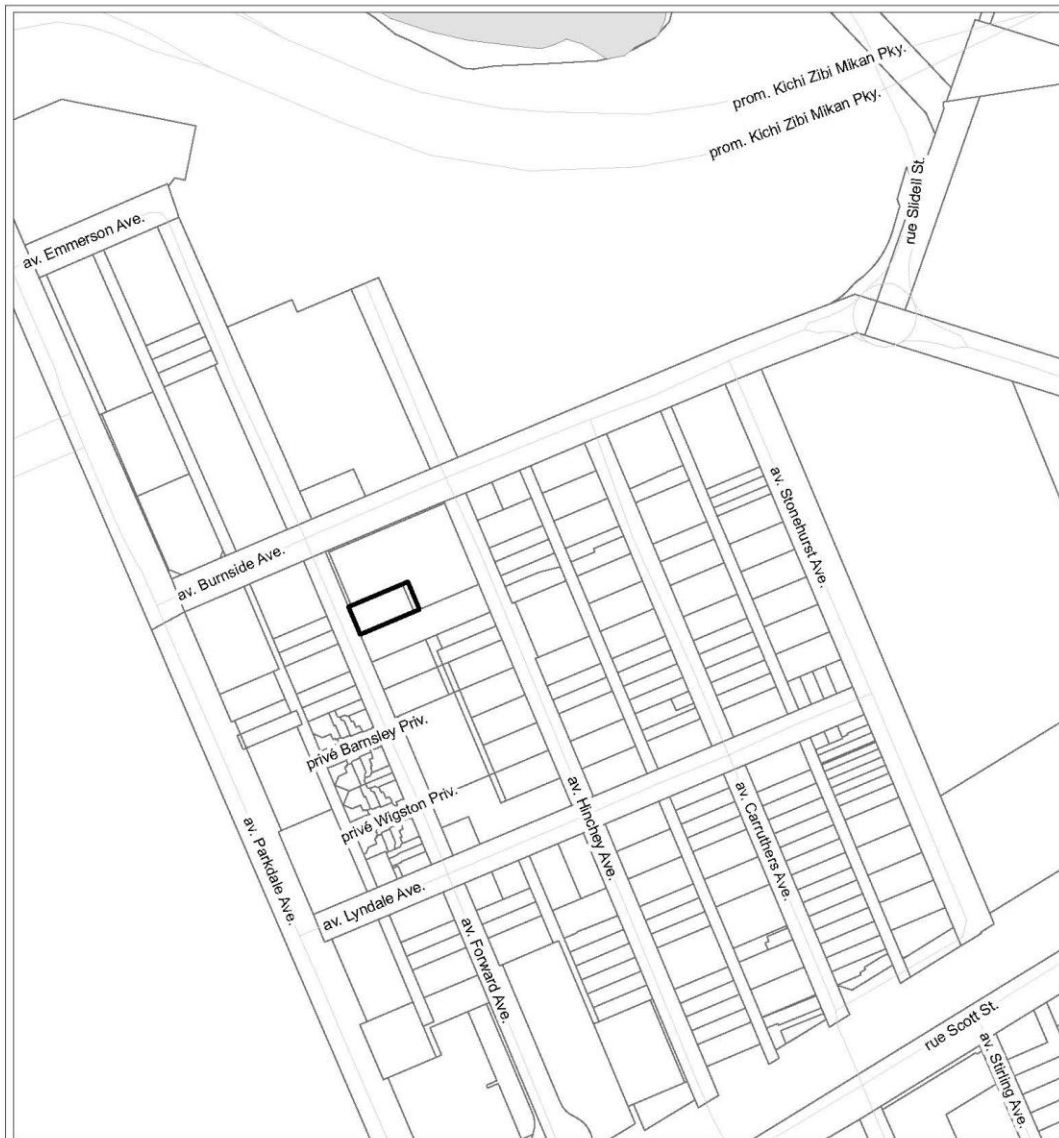 prom. Kichi Zibi Mikan Pky.
prom. Kichi Zibi Mikan Pky.
rue Slidell St.
av. Emmerson Ave.
av. Stonehurst Ave.
av. Burnside Ave.
privé Barnsley Priv.
privé Wigston Priv.
av. Hinchey Ave.
av. Carruthers Ave.
av. Parkdale Ave.
av. Lyndale Ave.
av. Forward Ave.
rue Scott St.
av. Stirling Ave.